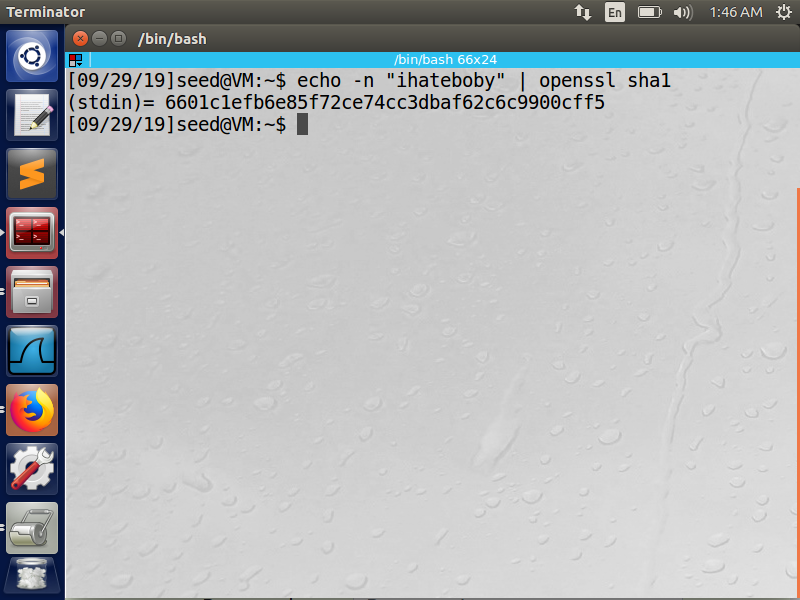 Terminator
En
1:46 AM
/bin/bash
/bin/bash 66x24
[09/29/19]seed@VM:~$ echo -n "ihateboby" | openssl sha1
(stdin)= 6601c1efb6e85f72ce74cc3dbaf62c6c9900cff5
[09/29/19]seed@VM:~$